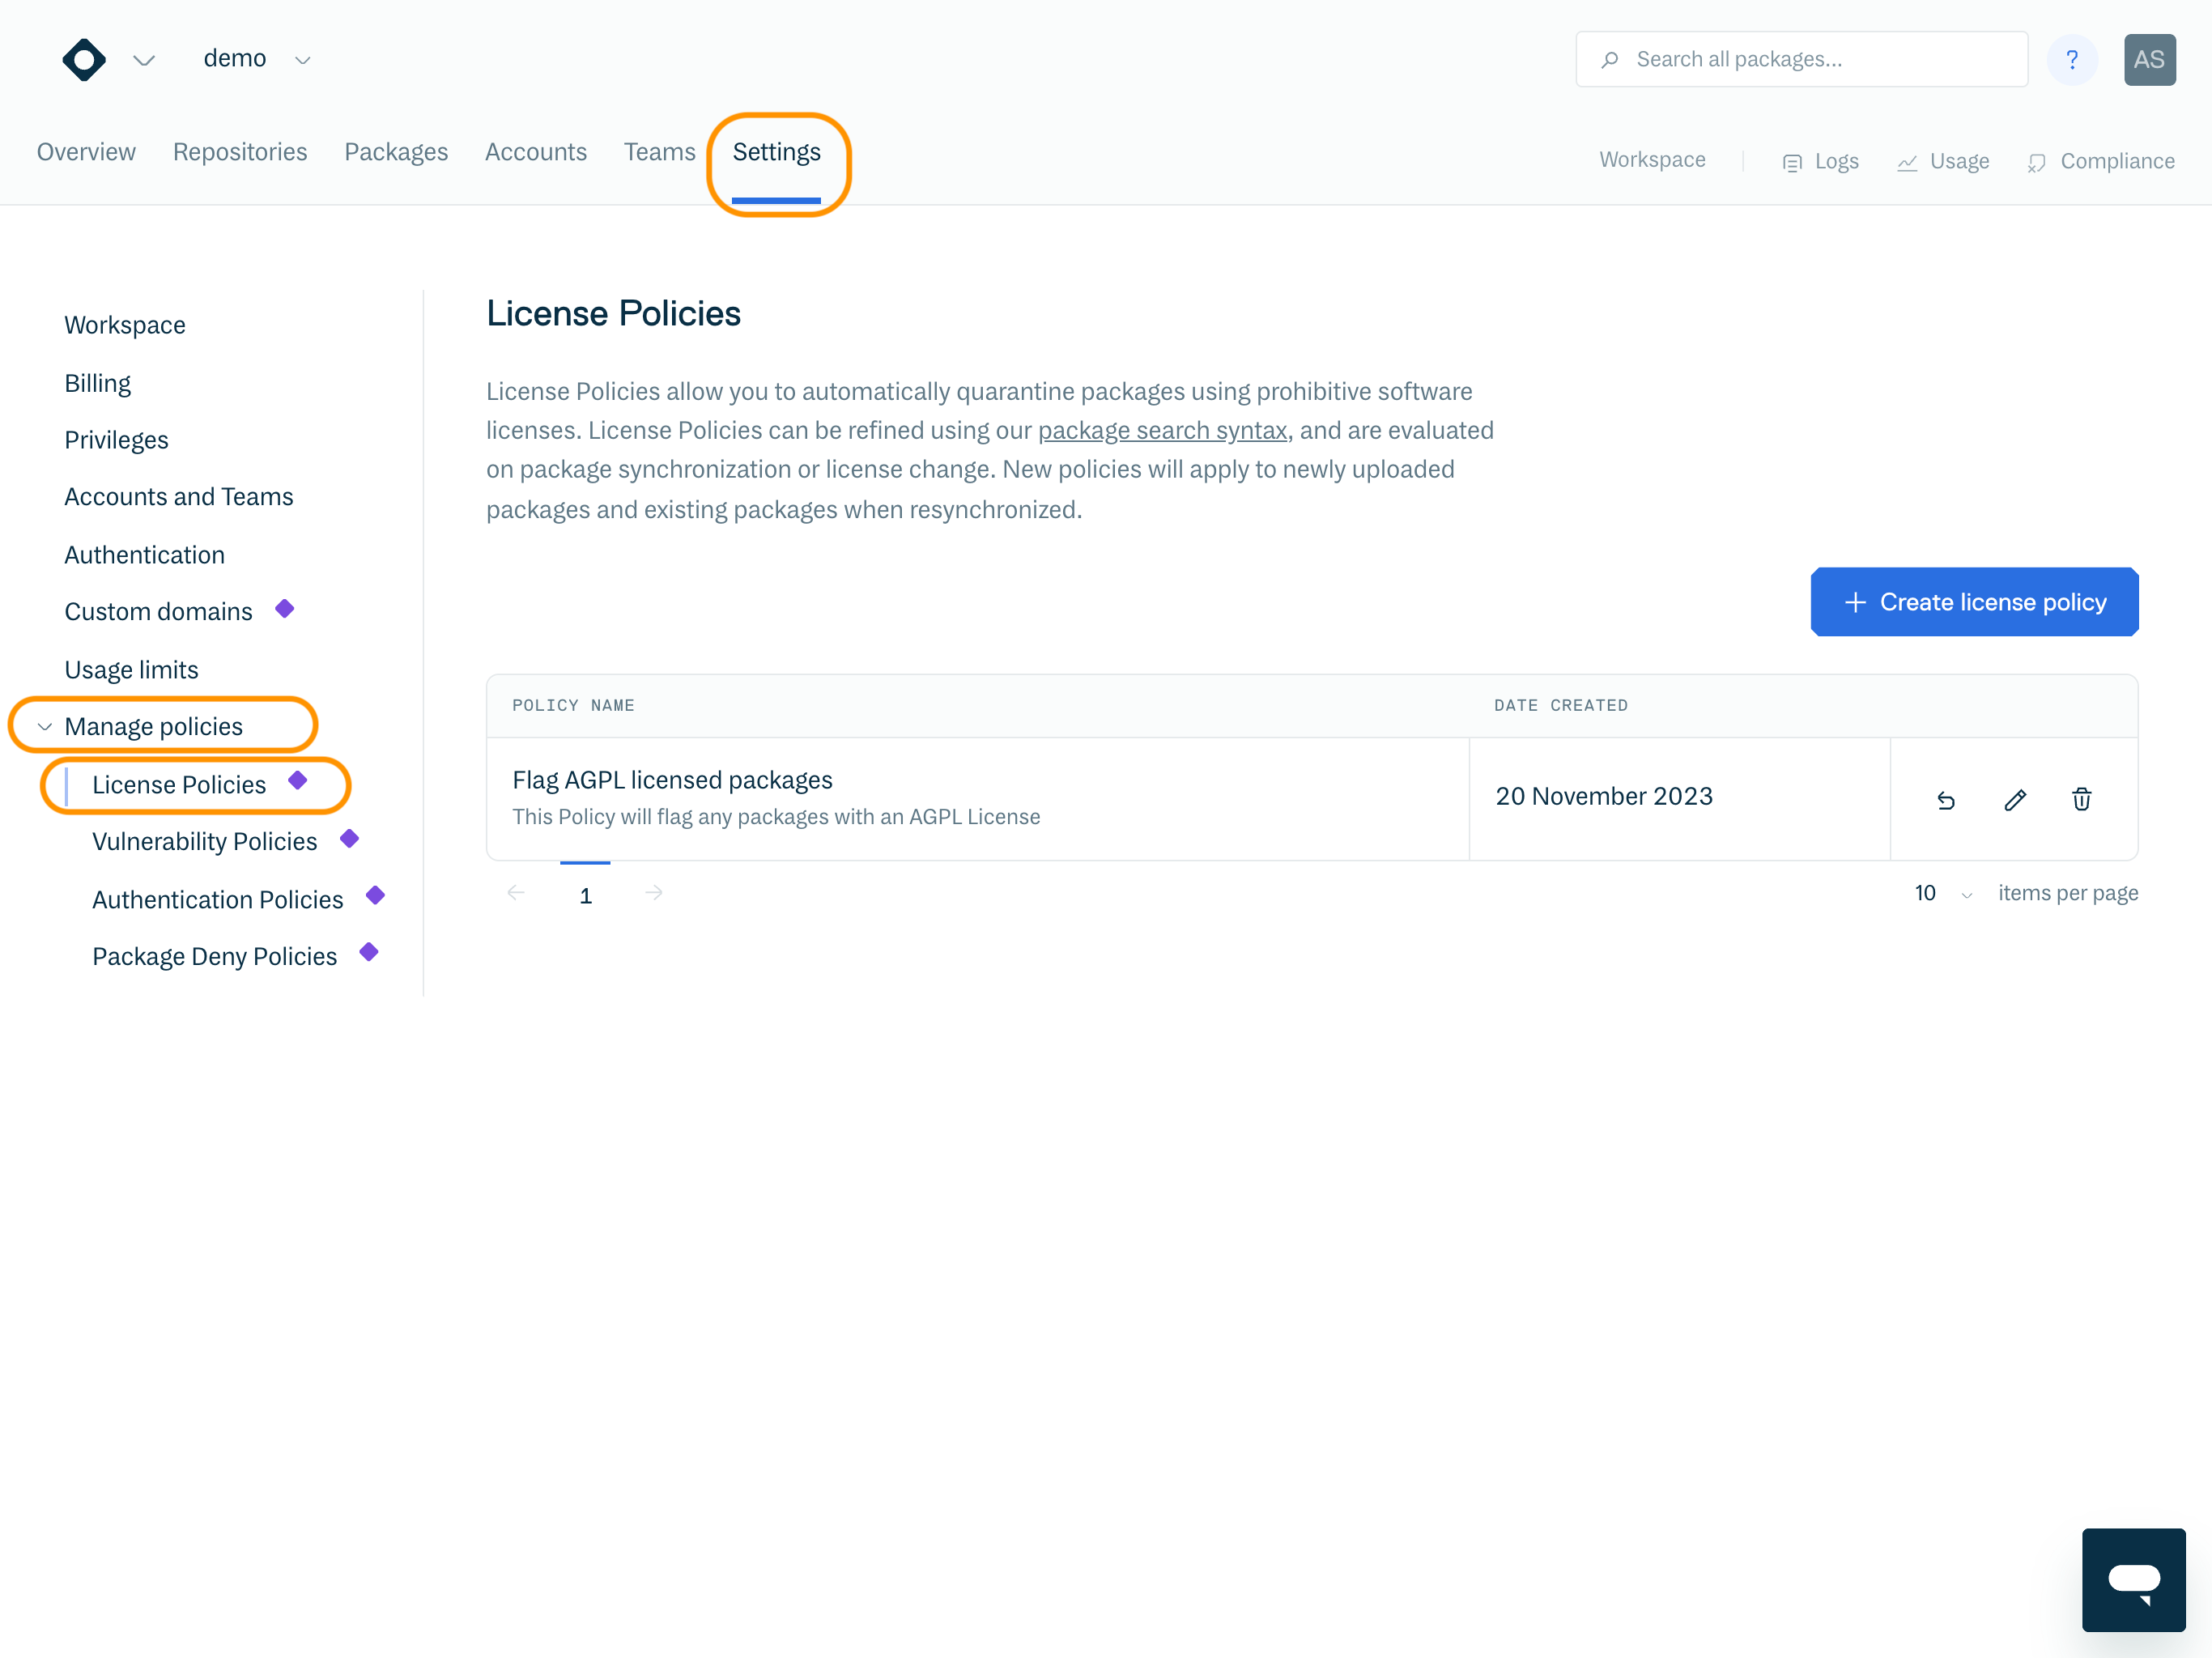 demo
Search all packages...
?
AS
Overview
Repositories
Packages
Accounts
Teams
Settings
Workspace
Logs
Usage
Compliance
Workspace
Billing
Privileges
Accounts and Teams
Authentication
Custom domains
Usage limits
Manage policies
License Policies
Vulnerability Policies
Authentication Policies
Package Deny Policies
License Policies
License Policies allow you to automatically quarantine packages using prohibitive software
licenses. License Policies can be refined using our package search syntax, and are evaluated
on package synchronization or license change. New policies will apply to newly uploaded
packages and existing packages when resynchronized.
Create license policy
POLICY NAME
DATE CREATED
Flag AGPL licensed packages
This Policy will flag any packages with an AGPL License
20 November 2023
1
10
items per page